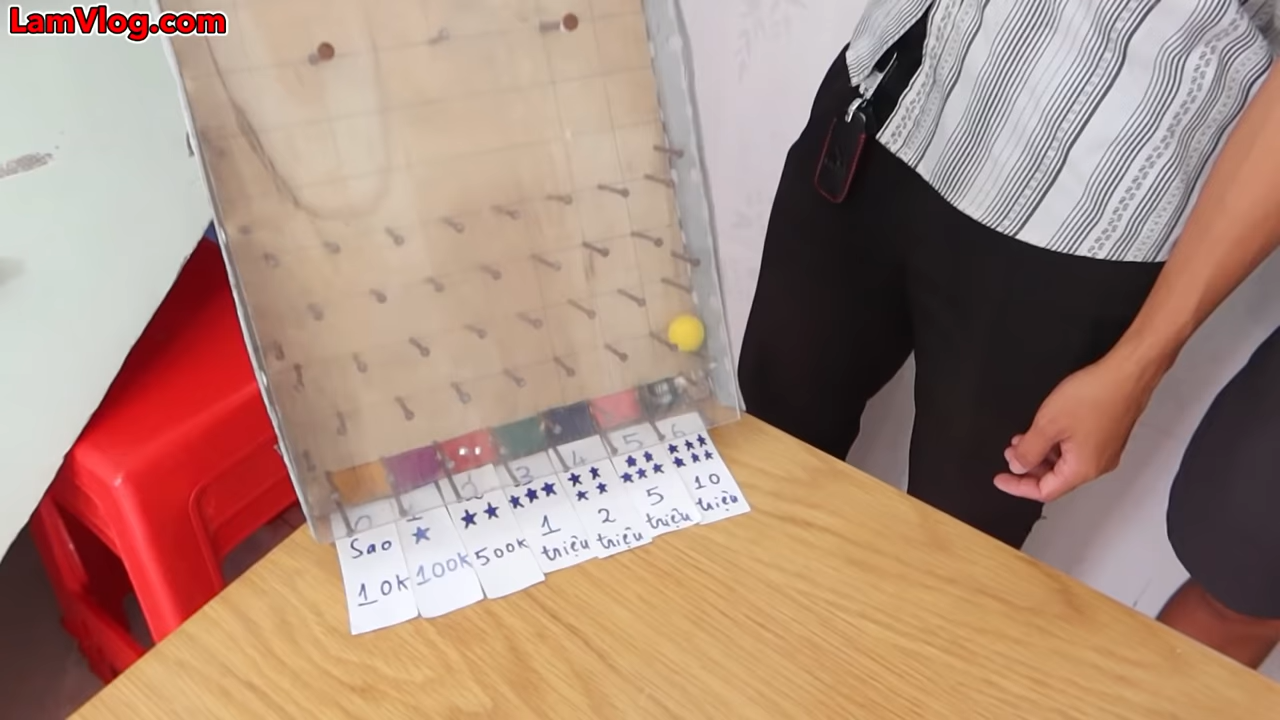 LamVlog.com
0 1 2 3 4 5 6
Sao
10K
100K
500K
1
triệu
2
triệu
5
triệu
10
triệu